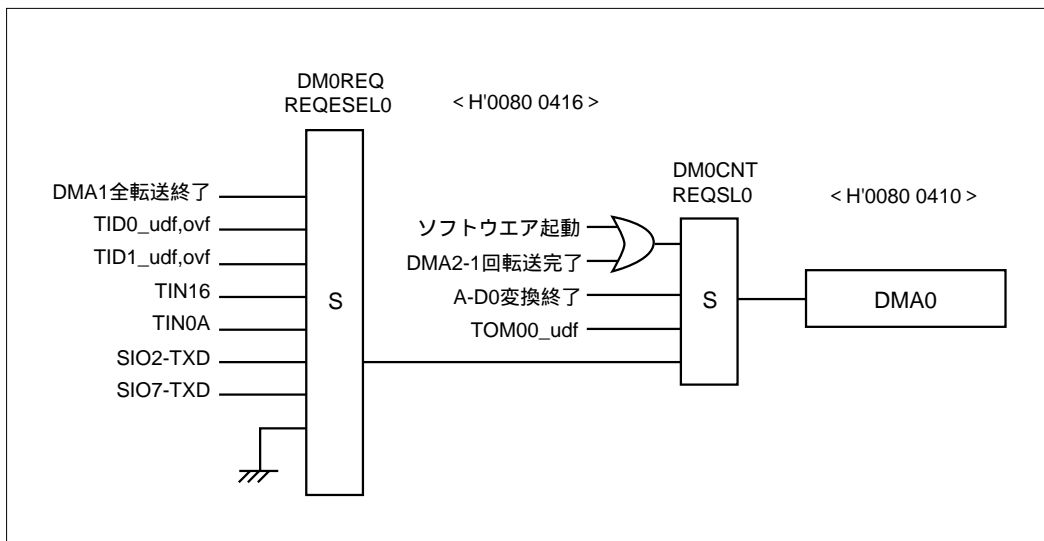 DM0REQ
REQESEL0
< H'0080 0416 >
DMA1全転送終了
TID0_udf,ovf
TID1_udf,ovf
TIN16
TIN0A
SIO2-TXD
SIO7-TXD
S
DM0CNT
REQSL0
< H'0080 0410 >
ソフトウエア起動
DMA2-1回転送完了
A-D0変換終了
TOM00_udf
S
DMA0